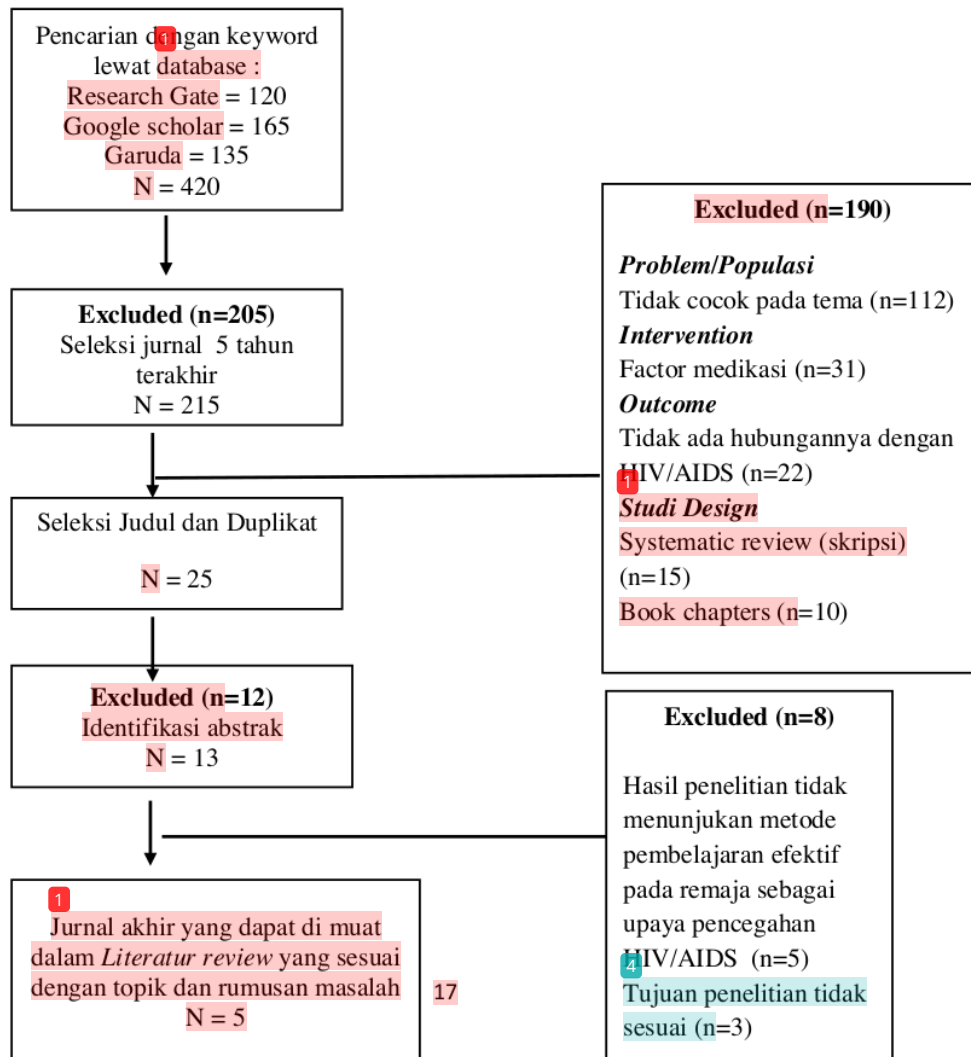 Pencarian dengan keyword
lewat database :
Research Gate = 120
Google scholar = 165
Garuda = 135
N = 420
Excluded (n=205)
Seleksi jurnal 5 tahun
terakhir
N = 215
Excluded (n=190)
Problem/Populasi
Tidak cocok pada tema (n=112)
Intervention
Factor medikasi (n=31)
Outcome
Tidak ada hubungannya dengan
HIV/AIDS (n=22)
Studi Design
Systematic review (skripsi)
(n=15)
Book chapters (n=10)
Seleksi Judul dan Duplikat
N = 25
Excluded (n=12)
Identifikasi abstrak
N = 13
Excluded (n=8)
Hasil penelitian tidak
menunjukan metode
pembelajaran efektif
pada remaja sebagai
upaya pencegahan
HIV/AIDS (n=5)
Tujuan penelitian tidak
sesuai (n=3)
Jurnal akhir yang dapat di muat
dalam Literatur review yang sesuai
dengan topik dan rumusan masalah
N = 5
17
1
1
1
4